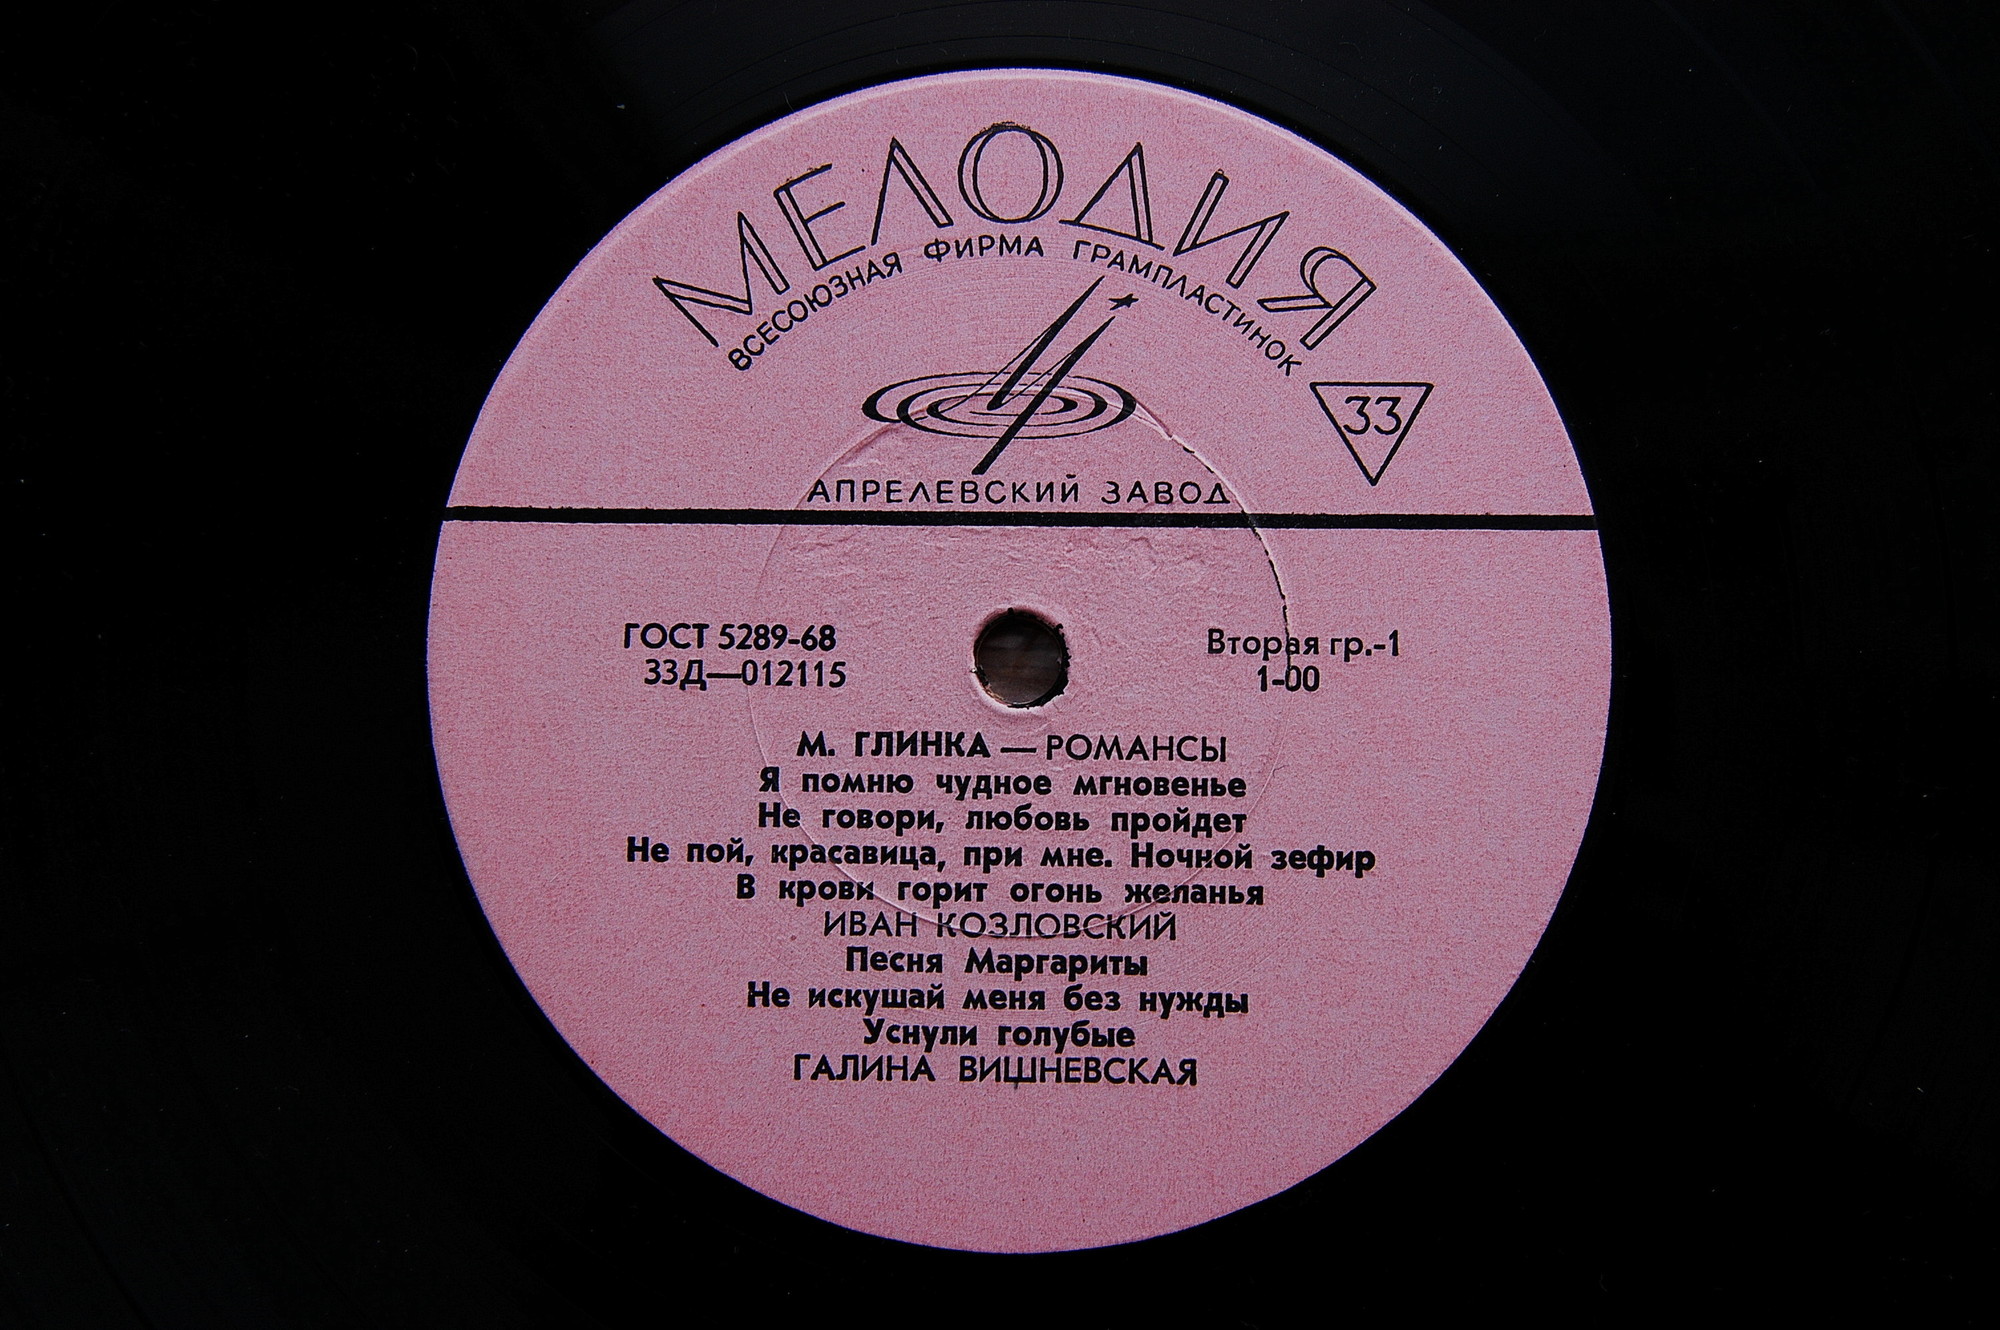 МЕЛОДИЯ
ВСЕСОЮЗНАЯ ФИРМА ГРАМПЛАСТИНОК
33
АПРЕЛЕВСКИЙ ЗАВОД
ГОСТ 5289-68
33Д—012115
Вторая гр.-1
1-00
М. ГЛИНКА — РОМАНСЫ
Я помню чудное мгновенье
Не говори, любовь пройдет
Не пой, красавица, при мне. Ночной зефир
В крови горит огонь желанья
ИВАН КОЗЛОВСКИЙ
Песня Маргариты
Не искушай меня без нужды
Уснули голубые
ГАЛИНА ВИШНЕВСКАЯ